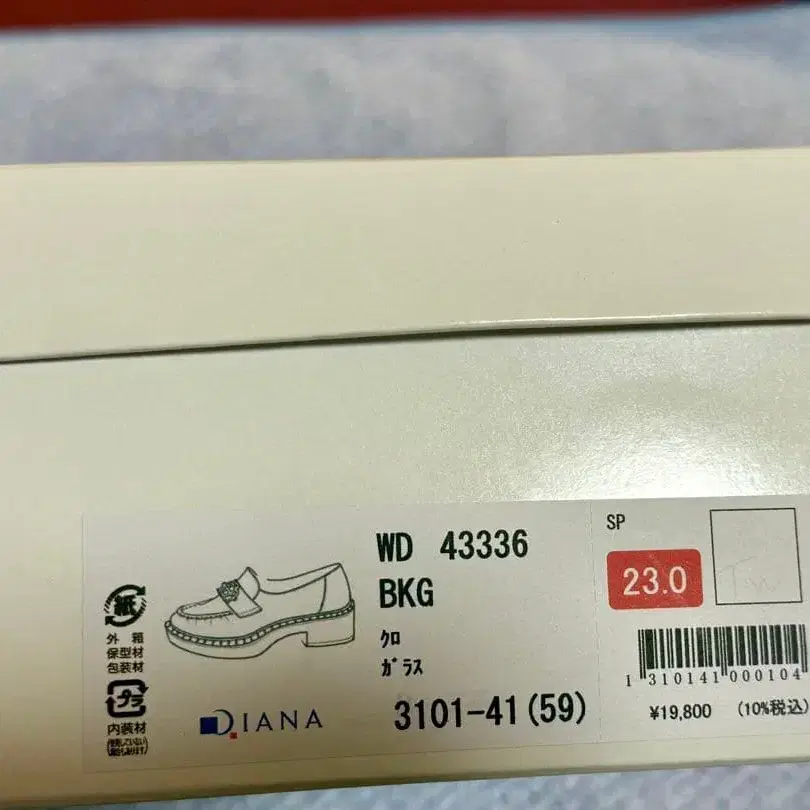 WD 43336
BKG
クロ
ガラス
3101-41(59)
SP
23.0
1 310141 000104
¥19,800 (10%税込)
紙
外箱
保型材
包装材
プラ
内装材
DIANA